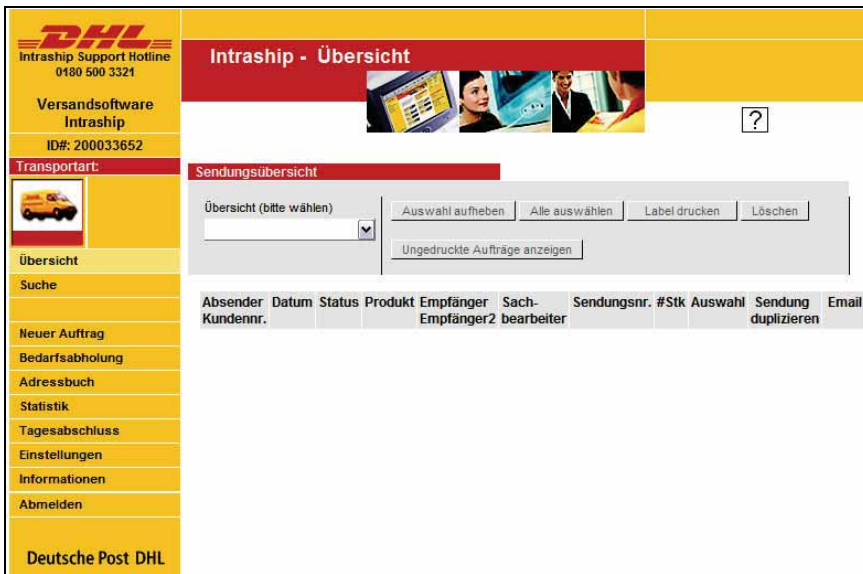 DHL
Intraship Support Hotline
0180 500 3321
Versandsoftware
Intraship
ID#: 200033652
Transportart:
Übersicht
Suche
Neuer Auftrag
Bedarfsabholung
Adressbuch
Statistik
Tagesabschluss
Einstellungen
Informationen
Abmelden
Deutsche Post DHL
Intraship - Übersicht
?
Sendungsübersicht
Übersicht (bitte wählen)
Auswahl aufheben Alle auswählen Label drucken Löschen
Ungedruckte Aufträge anzeigen
Absender Datum Status Produkt Empfänger Sach- Sendungsnr. #Stk Auswahl Sendung Email
Kundennr. Empfänger2 bearbeiter duplizieren